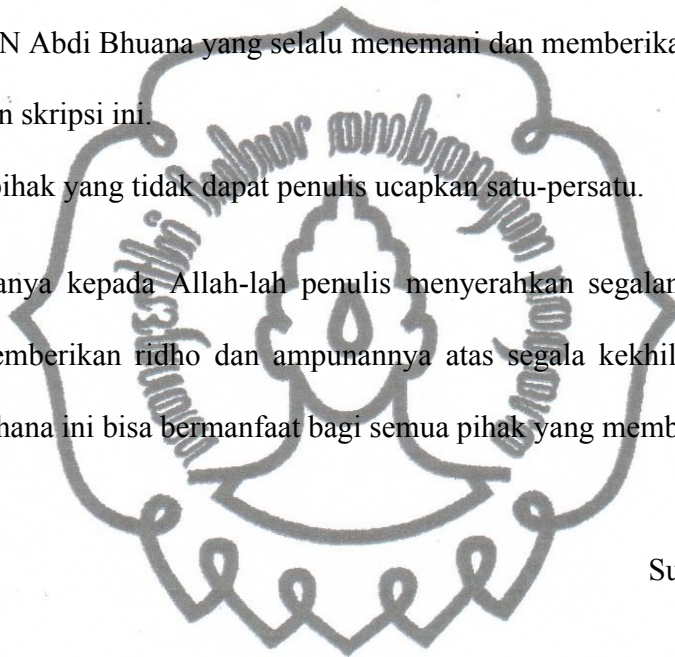 N Abdi Bhuana yang selalu menemani dan memberika
n skripsi ini.
pihak yang tidak dapat penulis ucapkan satu-persatu.
anya kepada Allah-lah penulis menyerahkan segalan
emberikan ridho dan ampunannya atas segala kekhil
hana ini bisa bermanfaat bagi semua pihak yang memb
Su